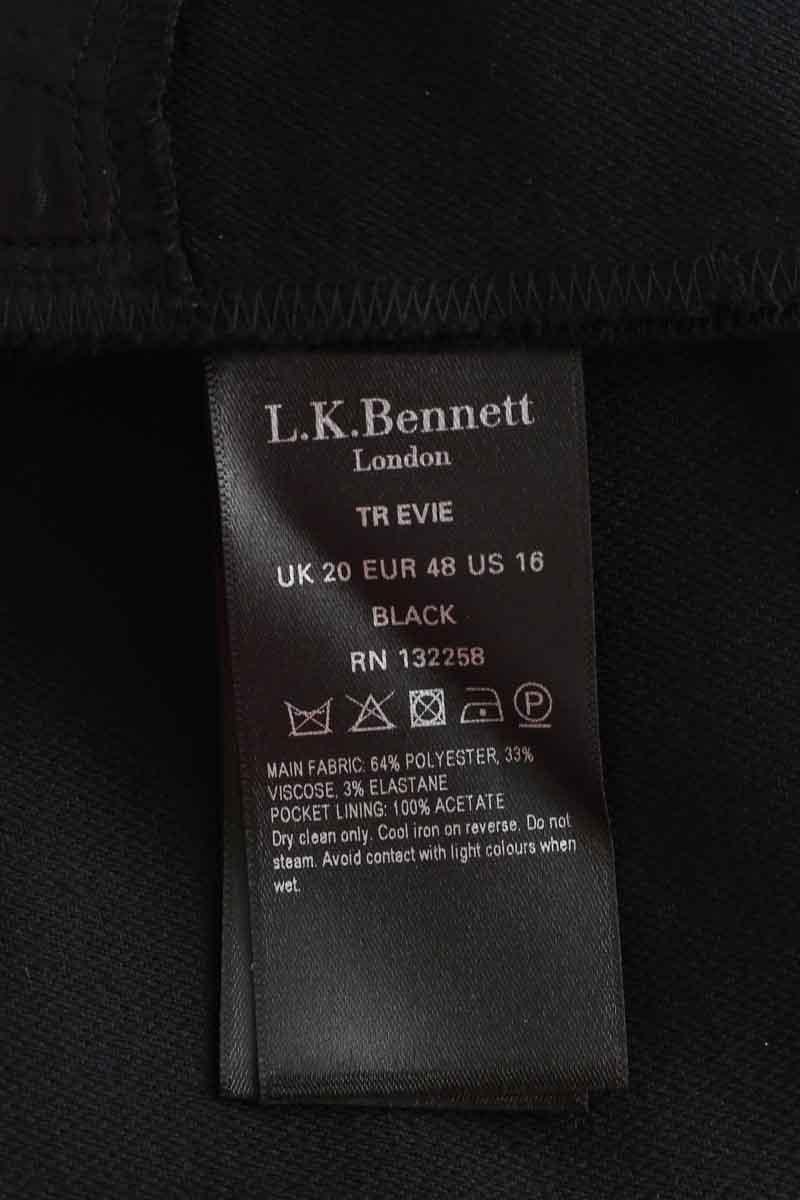 L.K.Bennett
London
TR EVIE
UK 20 EUR 48 US 16
BLACK
RN 132258
P
MAIN FABRIC: 64% POLYESTER, 33%
VISCOSE, 3% ELASTANE
POCKET LINING: 100% ACETATE
Dry clean only. Cool iron on reverse. Do not
steam. Avoid contact with light colours when
wet.